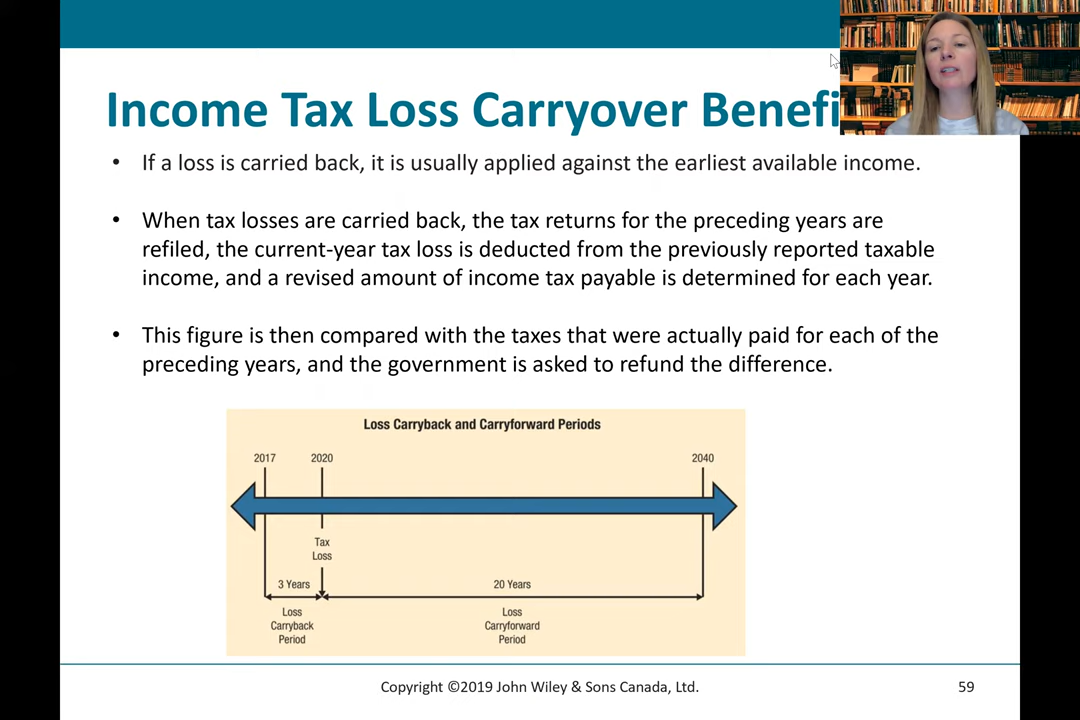 Income Tax Loss Carryover Benefi
• If a loss is carried back, it is usually applied against the earliest available income.
• When tax losses are carried back, the tax returns for the preceding years are
refiled, the current-year tax loss is deducted from the previously reported taxable
income, and a revised amount of income tax payable is determined for each year.
• This figure is then compared with the taxes that were actually paid for each of the
preceding years, and the government is asked to refund the difference.
Loss Carryback and Carryforward Periods
2017 2020 2040
Tax
Loss
3 Years 20 Years
Loss
Carryback
Period
Loss
Carryforward
Period
Copyright ©2019 John Wiley & Sons Canada, Ltd. 59